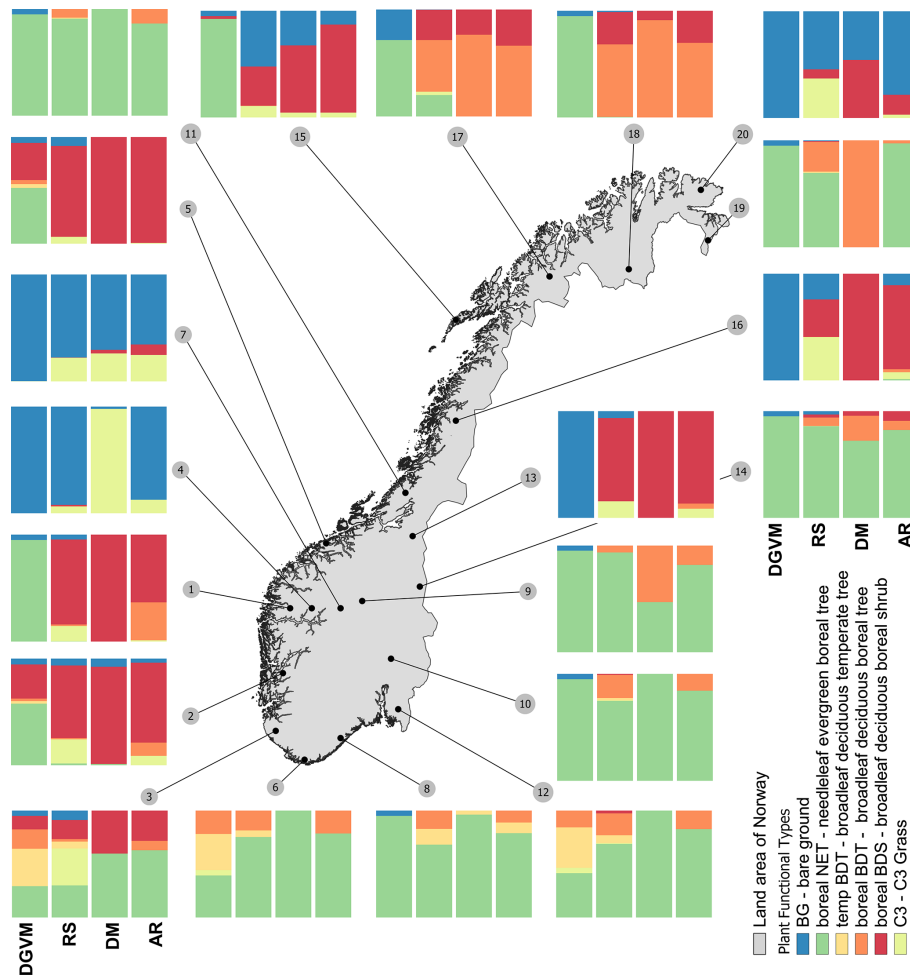 11
15
17
18
20
5
19
7
16
4
14
13
DGVM
RS
DM
AR
1
9
2
10
3
6
8
12
DGVM
RS
DM
AR
Land area of Norway
Plant Functional Types
BG - bare ground
boreal NET - needleleaf evergreen boreal tree
temp BDT - broadleaf deciduous temperate tree
boreal BDT - broadleaf deciduous boreal tree
boreal BDS - broadleaf deciduous boreal shrub
C3 - C3 Grass